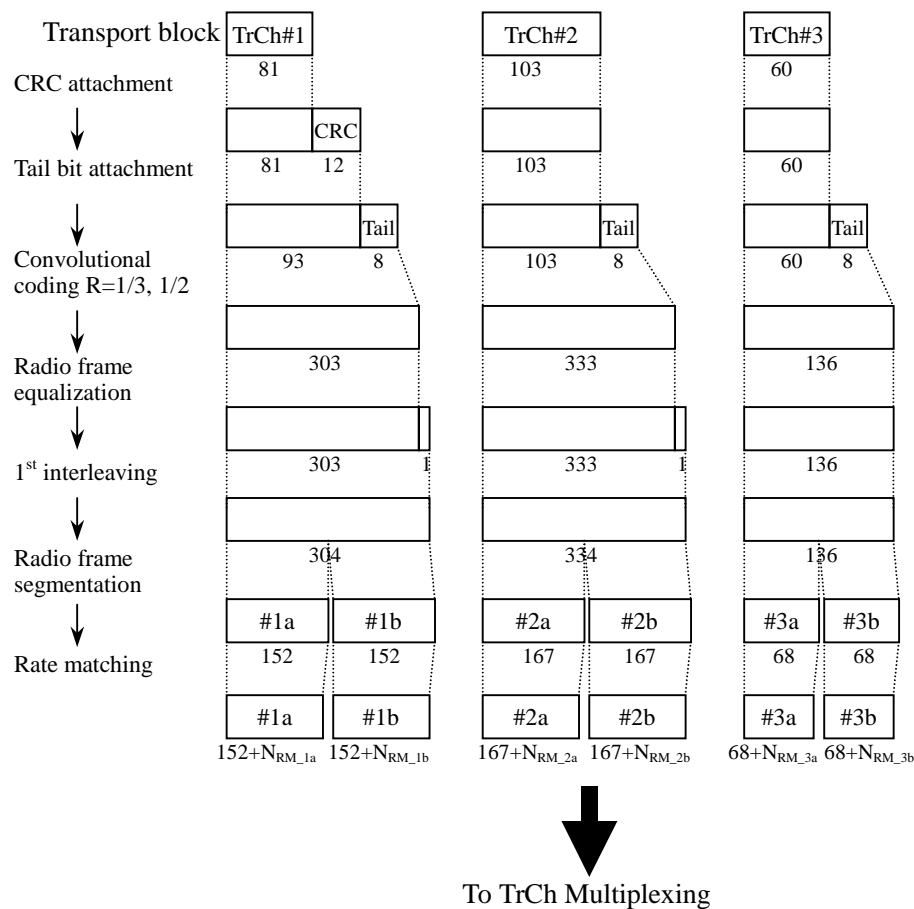 Transport block TrCh#1 TrCh#2 TrCh#3
81 103 60
CRC attachment
CRC
81 12 103 60
Tail bit attachment
Tail Tail Tail
93 8 103 8 60 8
Convolutional
coding R=1/3, 1/2
303 333 136
Radio frame
equalization
303 1 333 1 136
1st interleaving
304 334 136
Radio frame
segmentation
#1a #1b #2a #2b #3a #3b
152 152 167 167 68 68
Rate matching
#1a #1b #2a #2b #3a #3b
152+NRM_1a 152+NRM_1b 167+NRM_2a 167+NRM_2b 68+NRM_3a 68+NRM_3b
To TrCh Multiplexing